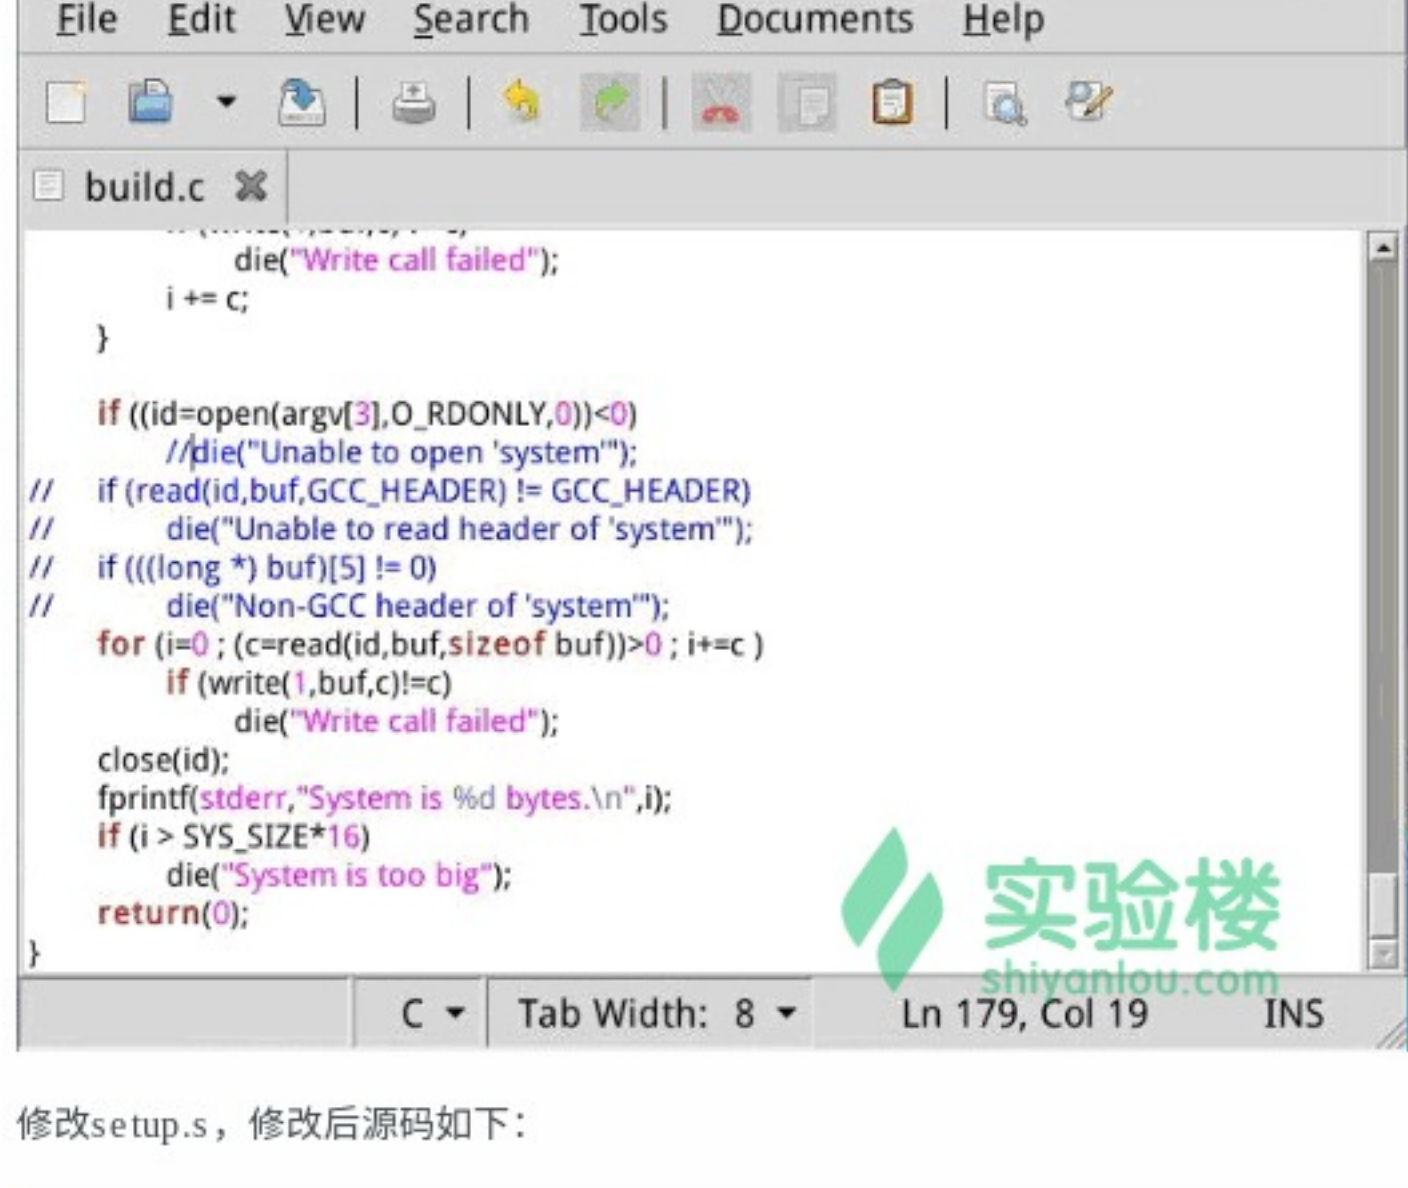 File Edit View Search Tools Documents Help
build.c
die("Write call failed");
i += c;
}
if ((id=open(argv[3],O_RDONLY,0))<0)
//die("Unable to open 'system'");
// if (read(id,buf,GCC_HEADER) != GCC_HEADER)
// die("Unable to read header of 'system'");
// if (((long *) buf)[5] != 0)
// die("Non-GCC header of 'system'");
for (i=0 ; (c=read(id,buf,sizeof buf))>0 ; i+=c )
if (write(1,buf,c)!=c)
die("Write call failed");
close(id);
fprintf(stderr,"System is %d bytes.\n",i);
if (i > SYS_SIZE*16)
die("System is too big");
return(0);
}
实验楼
shiyanlou.com
C Tab Width: 8 Ln 179, Col 19 INS
修改setup.s，修改后源码如下：